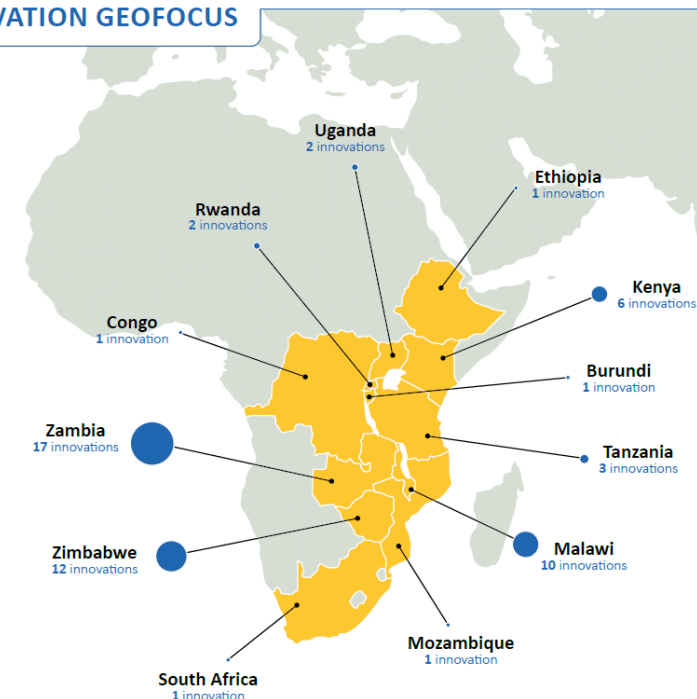 VATION GEOFOCUS
Uganda
2 innovations
Ethiopia
1 innovation
Rwanda
2 innovations
Kenya
6 innovations
Congo
1 innovation
Burundi
1 innovation
Zambia
17 innovations
Tanzania
3 innovations
Zimbabwe
12 innovations
Malawi
10 innovations
Mozambique
1 innovation
South Africa
1 innovation